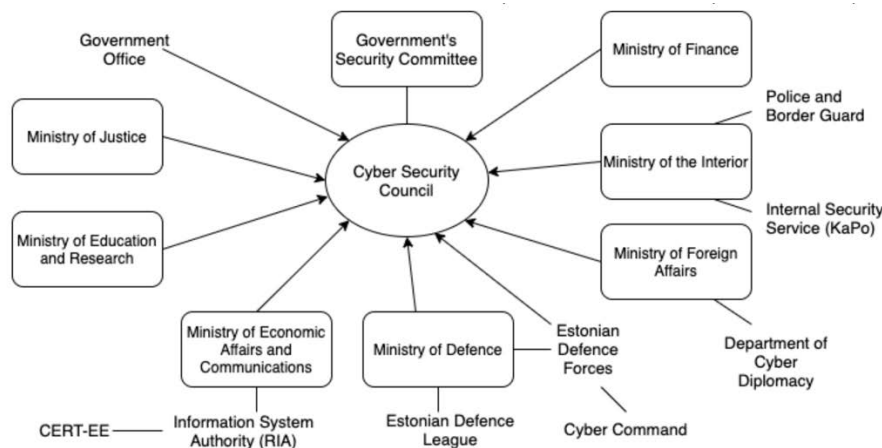 Government
Office
Government's
Security Committee
Ministry of Finance
Police and
Border Guard
Ministry of Justice
Cyber Security
Council
Ministry of the Interior
Internal Security
Service (KaPo)
Ministry of Education
and Research
Ministry of Foreign
Affairs
Ministry of Economic
Affairs and
Communications
Ministry of Defence
Estonian
Defence
Forces
Department of
Cyber
Diplomacy
CERT-EE
Information System
Authority (RIA)
Estonian Defence
League
Cyber Command